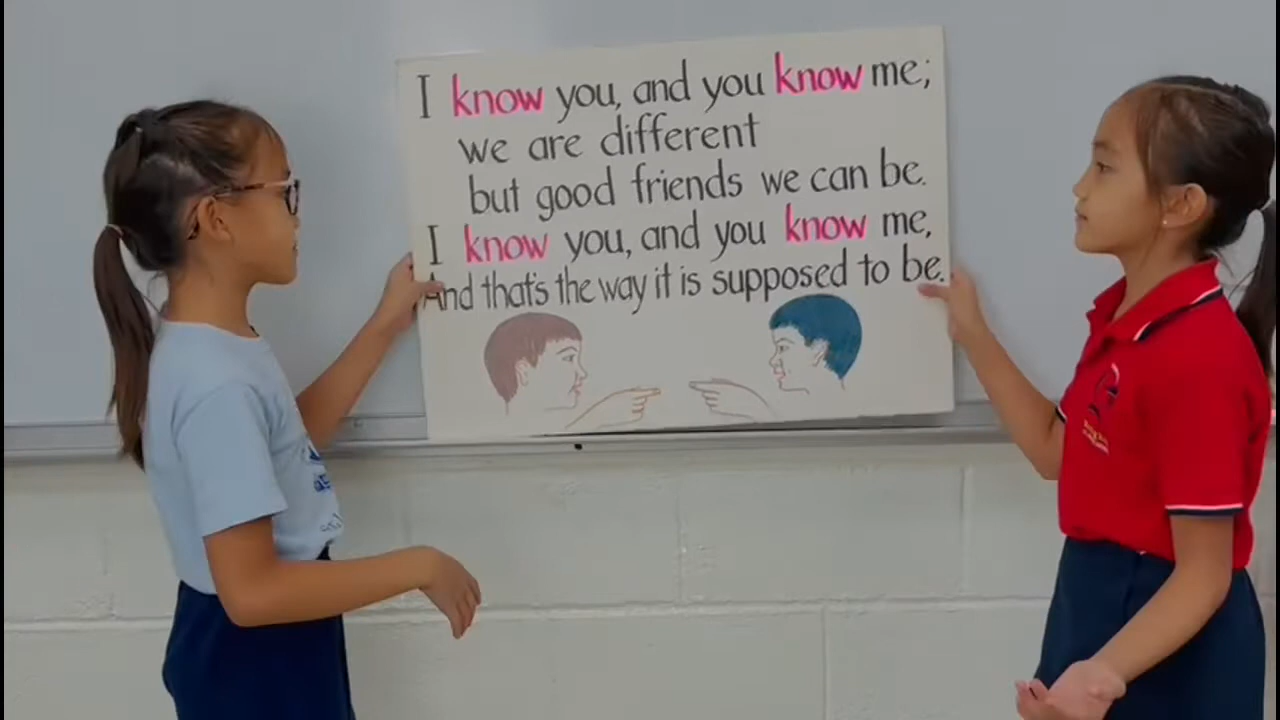 I know you, and you know me;
we are different
but good friends we can be.
I know you, and you know me,
And that's the way it is supposed to be.